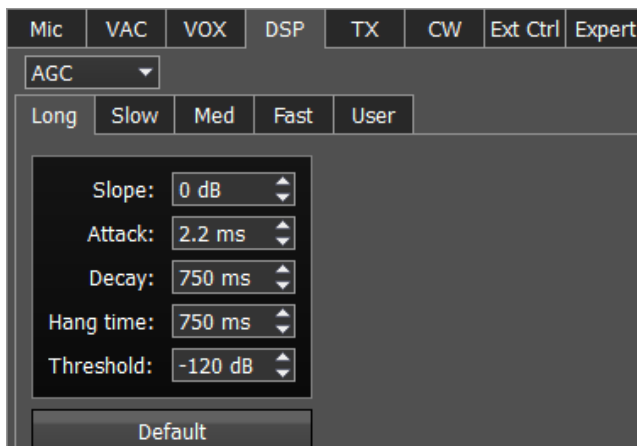 Mic VAC VOX DSP TX CW Ext Ctrl Expert
AGC
Long Slow Med Fast User
Slope: 0 dB
Attack: 2.2 ms
Decay: 750 ms
Hang time: 750 ms
Threshold: -120 dB
Default